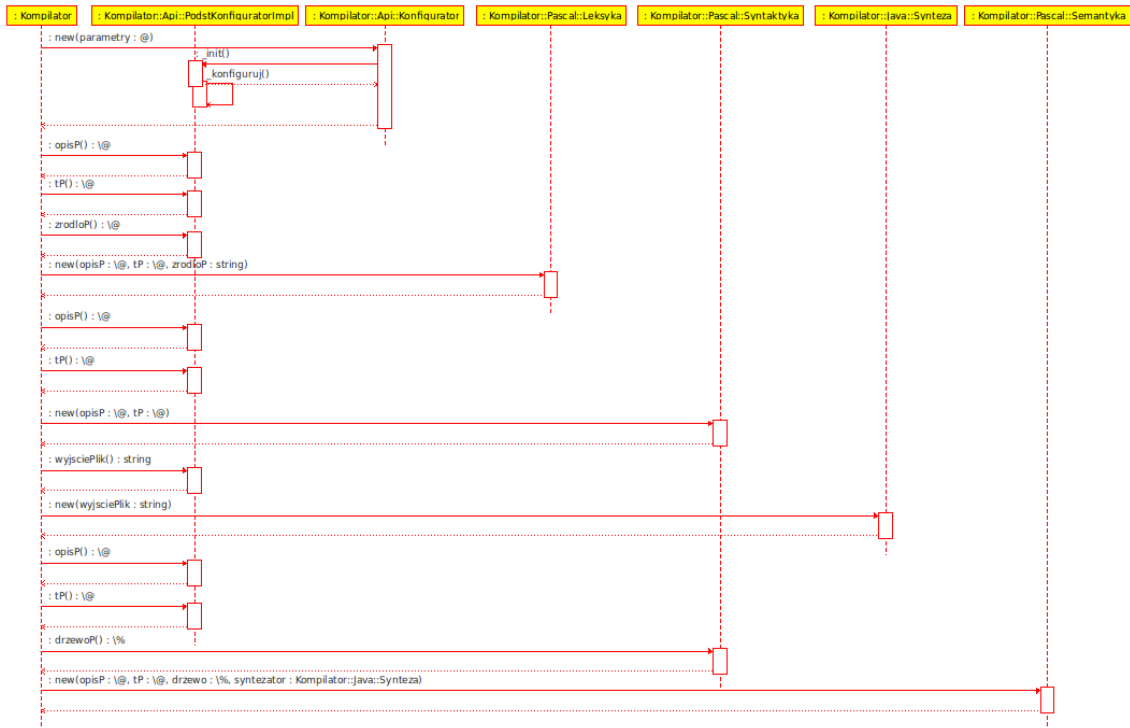 : Kompilator
: Kompilator::Api::PodstKonfiguratorImpl
: Kompilator::Api::Konfigurator
: Kompilator::Pascal::Leksyka
: Kompilator::Pascal::Syntaktyka
: Kompilator::Java::Synteza
: Kompilator::Pascal::Semantyka
: new(parametry : @)
: _init()
: _konfiguruj()
: opisP() : \@
: tP() : \@
: zrodloP() : \@
: new(opisP : \@, tP : \@, zrodloP : string)
: opisP() : \@
: tP() : \@
: new(opisP : \@, tP : \@)
: wyjsciePlik() : string
: new(wyjsciePlik : string)
: opisP() : \@
: tP() : \@
: drzewoP() : \%
: new(opisP : \@, tP : \@, drzewo : \%, syntezator : Kompilator::Java::Synteza)